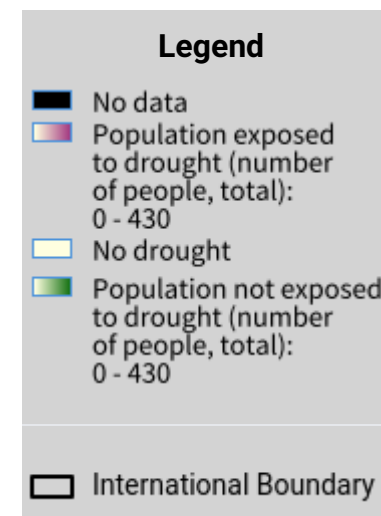 Legend
No data
Population exposed
to drought (number
of people, total):
0 - 430
No drought
Population not exposed
to drought (number
of people, total):
0 - 430
International Boundary